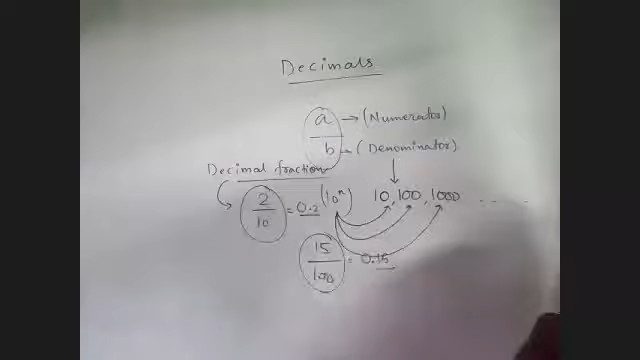 Decimals
a → (Numerator)
b → (Denominator)
Decimal fraction
2/10 = 0.2 (10ⁿ) 10, 100, 1000 ....
15/100 = 0.15